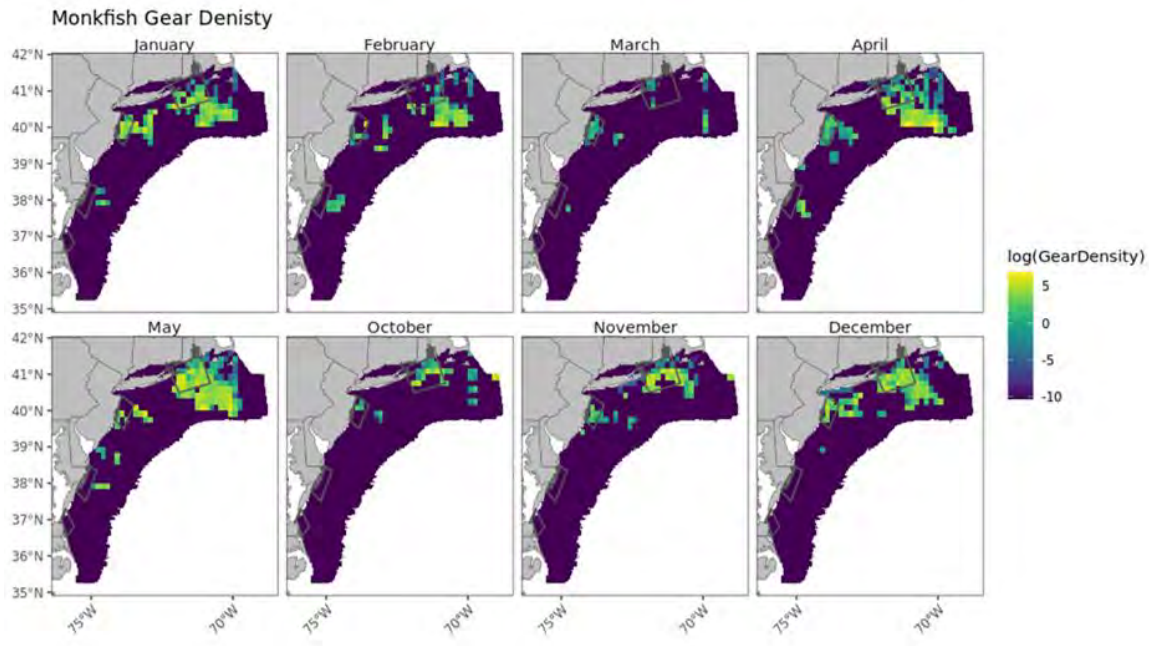 Monkfish Gear Denisty
January February March April
42°N
41°N
40°N
39°N
38°N
37°N
36°N
35°N
log(GearDensity)
5
0
-5
-10
May October November December
42°N
41°N
40°N
39°N
38°N
37°N
36°N
35°N
75°W 70°W 75°W 70°W 75°W 70°W 75°W 70°W